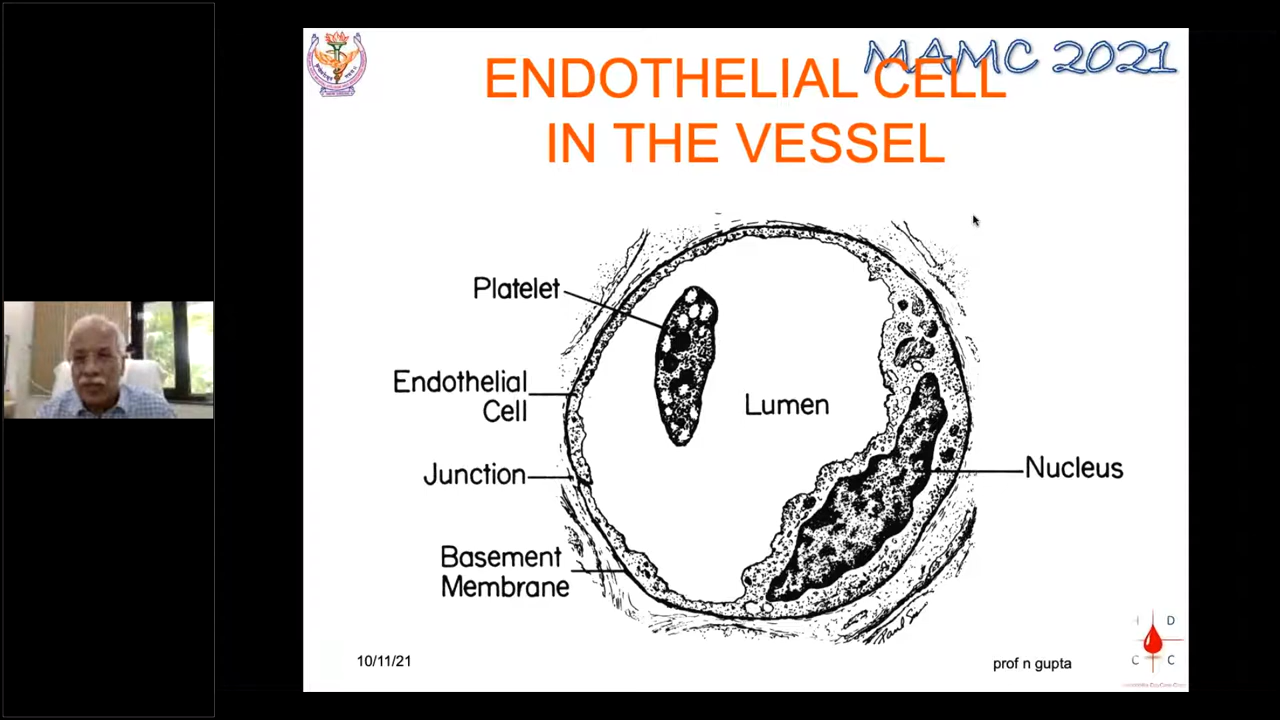 MAMC 2021
ENDOTHELIAL CELL
IN THE VESSEL
Platelet
Endothelial
Cell
Lumen
Junction
Nucleus
Basement
Membrane
10/11/21
prof n gupta
H D
C C